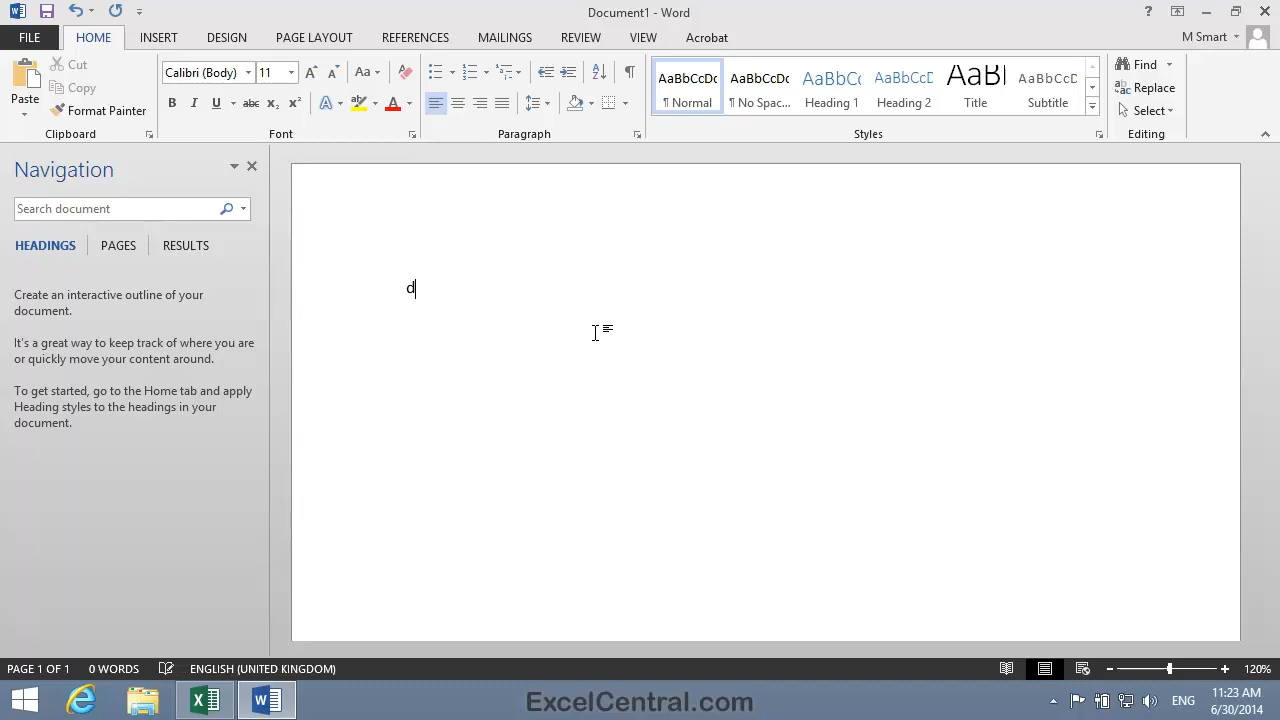 Document1 - Word
?
M Smart
FILE HOME INSERT DESIGN PAGE LAYOUT REFERENCES MAILINGS REVIEW VIEW Acrobat
Paste
Cut
Copy
Format Painter
Clipboard
Calibri (Body) 11
Aa
B I U abc x₂ x²
A A
Font
Paragraph
AaBbCcDc
¶ Normal
AaBbCcDc
¶ No Spac...
AaBbCc
Heading 1
AaBbCcD
Heading 2
AaB
Title
AaBbCcD
Subtitle
Styles
Find
Replace
Select
Editing
Navigation
Search document
HEADINGS PAGES RESULTS
Create an interactive outline of your
document.
It's a great way to keep track of where you are
or quickly move your content around.
To get started, go to the Home tab and apply
Heading styles to the headings in your
document.
d
PAGE 1 OF 1 0 WORDS ENGLISH (UNITED KINGDOM) 120%
ExcelCentral.com
ENG
11:23 AM
6/30/2014